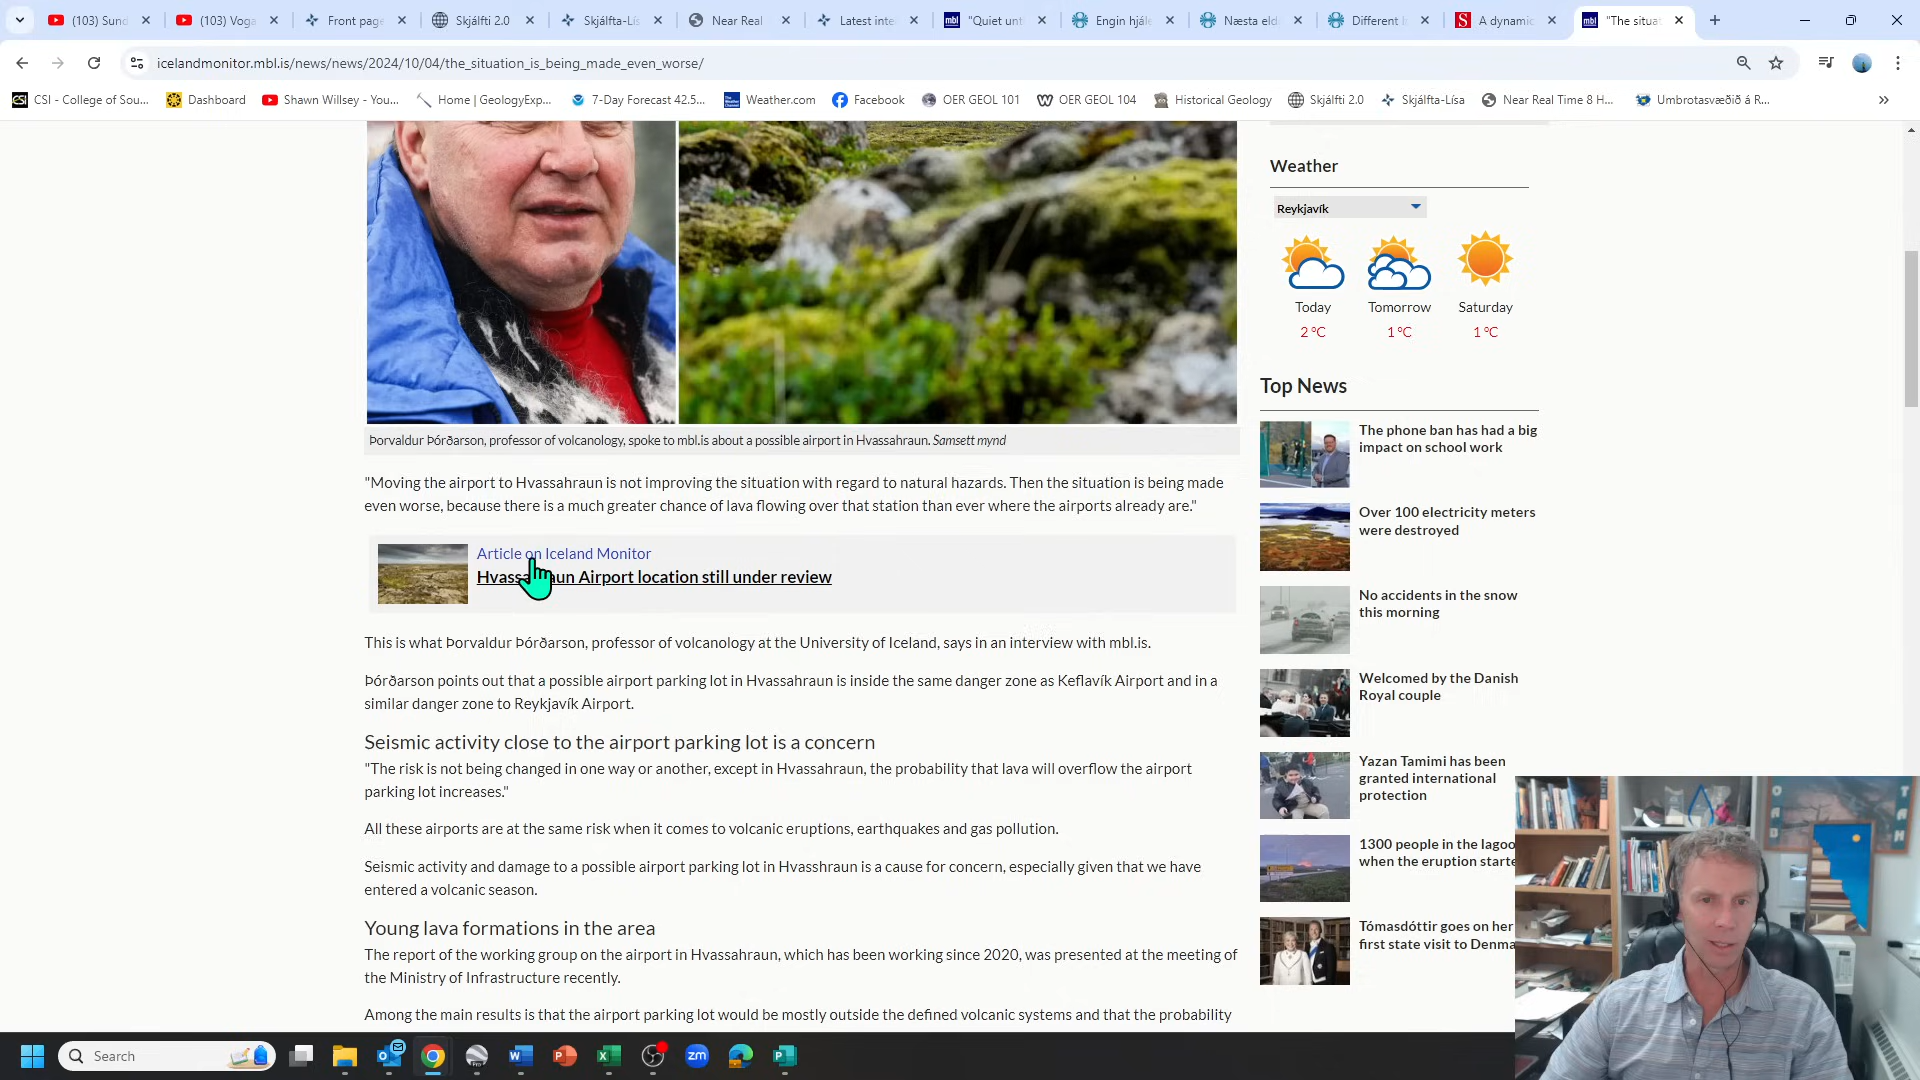 (103) Sund
(103) Voga
Front page
Skjálfti 2.0
Skjálfta-Lís
Near Real
Latest inte
mbl "Quiet unti
Engin hjále
Næsta eld
Different I
S A dynamic
mbl "The situat
icelandmonitor.mbl.is/news/news/2024/10/04/the_situation_is_being_made_even_worse/
CSI CSI - College of Sou...
Dashboard
Shawn Willsey - You...
Home | GeologyExp...
7-Day Forecast 42.5...
Weather.com
Facebook
OER GEOL 101
OER GEOL 104
Historical Geology
Skjálfti 2.0
Skjálfta-Lísa
Near Real Time 8 H...
Umbrotasvæðið á R...
Þorvaldur Þórðarson, professor of volcanology, spoke to mbl.is about a possible airport in Hvassahraun. Samsett mynd
"Moving the airport to Hvassahraun is not improving the situation with regard to natural hazards. Then the situation is being made
even worse, because there is a much greater chance of lava flowing over that station than ever where the airports already are."
Article on Iceland Monitor
Hvassahraun Airport location still under review
This is what Þorvaldur Þórðarson, professor of volcanology at the University of Iceland, says in an interview with mbl.is.
Þórðarson points out that a possible airport parking lot in Hvassahraun is inside the same danger zone as Keflavík Airport and in a
similar danger zone to Reykjavík Airport.
Seismic activity close to the airport parking lot is a concern
"The risk is not being changed in one way or another, except in Hvassahraun, the probability that lava will overflow the airport
parking lot increases."
All these airports are at the same risk when it comes to volcanic eruptions, earthquakes and gas pollution.
Seismic activity and damage to a possible airport parking lot in Hvasshraun is a cause for concern, especially given that we have
entered a volcanic season.
Young lava formations in the area
The report of the working group on the airport in Hvassahraun, which has been working since 2020, was presented at the meeting of
the Ministry of Infrastructure recently.
Among the main results is that the airport parking lot would be mostly outside the defined volcanic systems and that the probability
Weather
Reykjavík
Today
Tomorrow
Saturday
2 °C
1 °C
1 °C
Top News
The phone ban has had a big
impact on school work
Over 100 electricity meters
were destroyed
No accidents in the snow
this morning
Welcomed by the Danish
Royal couple
Yazan Tamimi has been
granted international
protection
1300 people in the lagoo
when the eruption starte
Tómasdóttir goes on her
first state visit to Denma
Search
zm